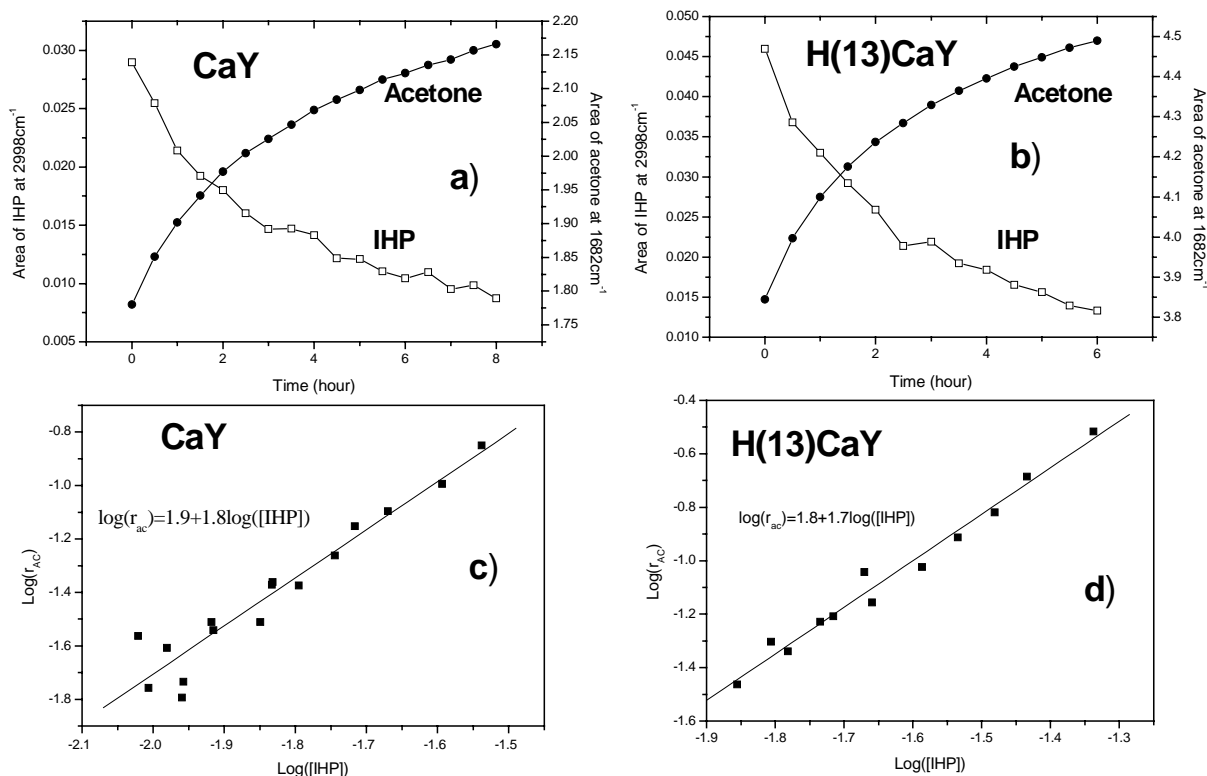 CaY
Acetone
a)
IHP
Area of IHP at 2998cm⁻¹
0.030
0.025
0.020
0.015
0.010
0.005
2.20
2.15
2.10
2.05
2.00
1.95
1.90
1.85
1.80
1.75
Area of acetone at 1682cm⁻¹
0 2 4 6 8
Time (hour)
H(13)CaY
Acetone
b)
IHP
Area of IHP at 2998cm⁻¹
0.050
0.045
0.040
0.035
0.030
0.025
0.020
0.015
0.010
4.5
4.4
4.3
4.2
4.1
4.0
3.9
3.8
Area of acetone at 1682cm⁻¹
0 2 4 6
Time (hour)
CaY
log(r_ac)=1.9+1.8log([IHP])
c)
Log(r_AC)
-0.8
-1.0
-1.2
-1.4
-1.6
-1.8
-2.1 -2.0 -1.9 -1.8 -1.7 -1.6 -1.5
Log([IHP])
H(13)CaY
log(r_ac)=1.8+1.7log([IHP])
d)
Log(r_AC)
-0.4
-0.6
-0.8
-1.0
-1.2
-1.4
-1.6
-1.9 -1.8 -1.7 -1.6 -1.5 -1.4 -1.3
Log([IHP])